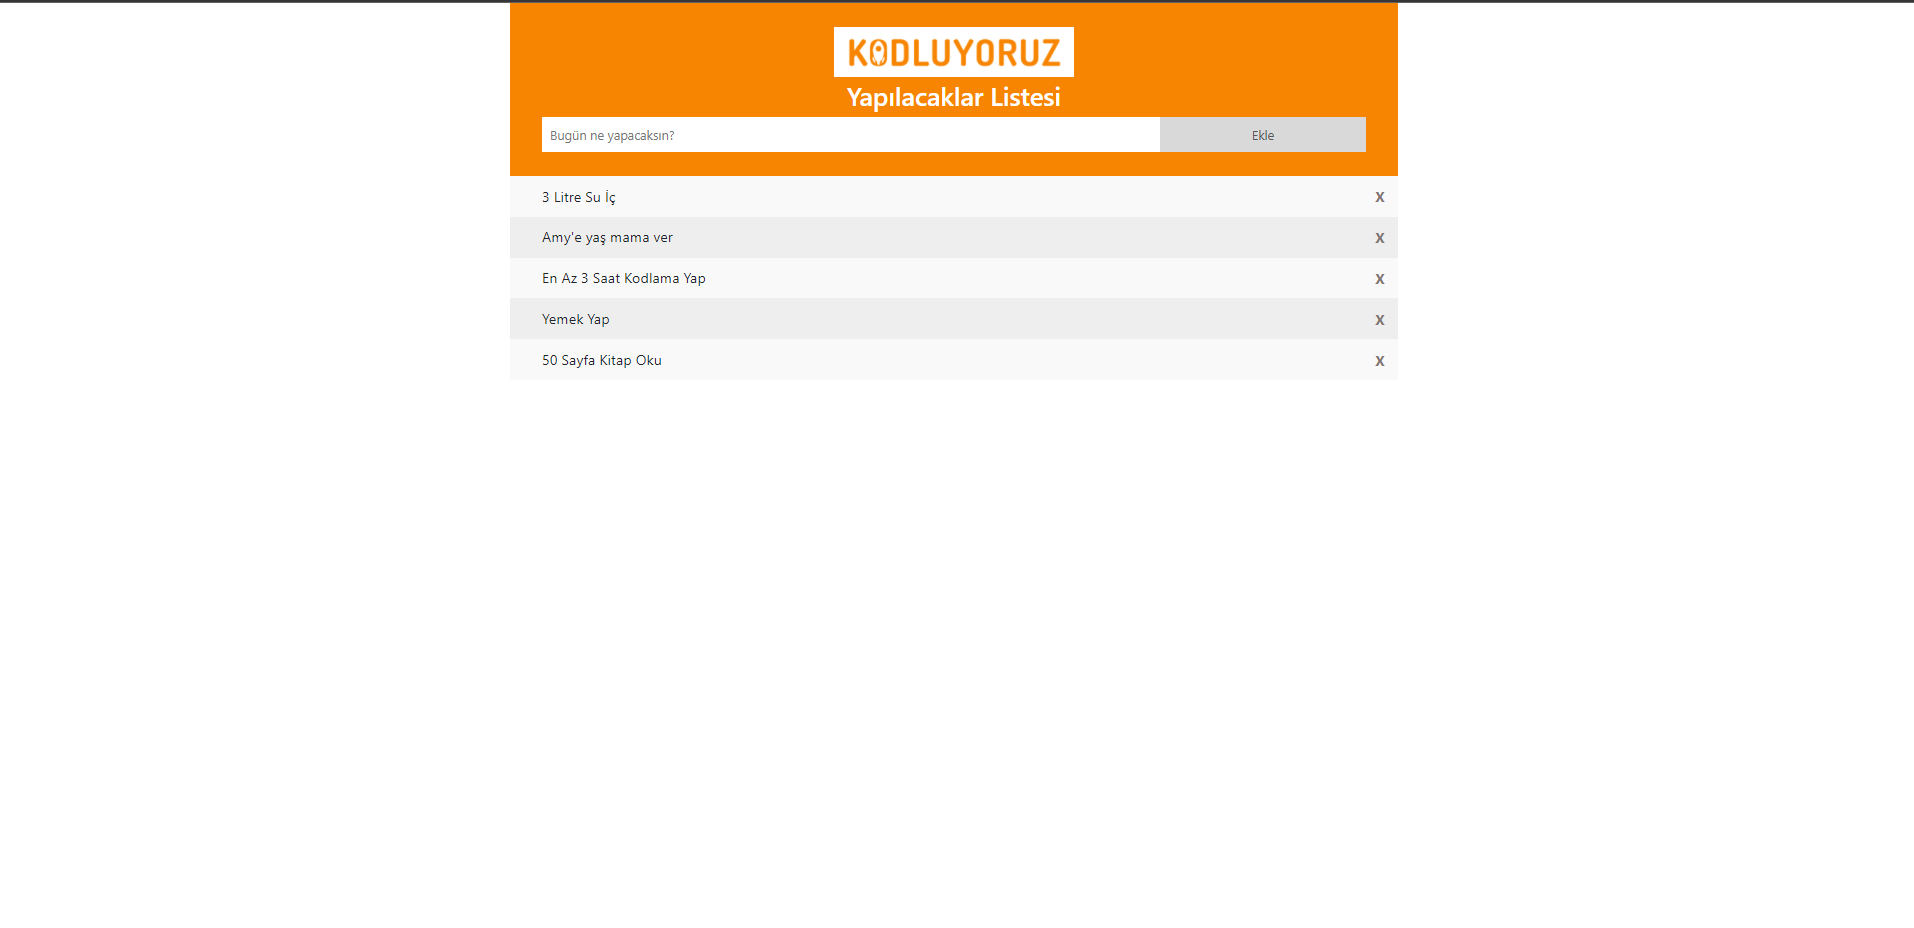 KODLUYORUZ
Yapılacaklar Listesi
Bugün ne yapacaksın?
Ekle
3 Litre Su İç
X
Amy'e yaş mama ver
X
En Az 3 Saat Kodlama Yap
X
Yemek Yap
X
50 Sayfa Kitap Oku
X